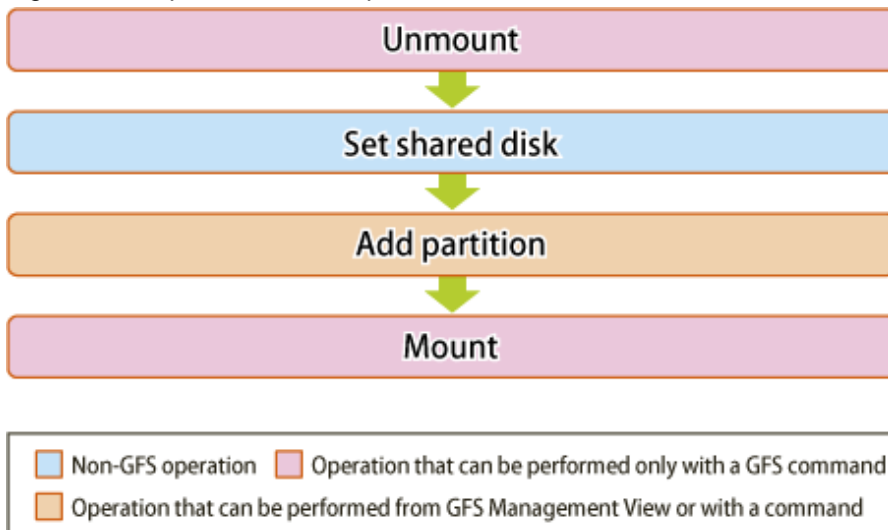 Unmount
Set shared disk
Add partition
Mount
Non-GFS operation Operation that can be performed only with a GFS command
Operation that can be performed from GFS Management View or with a command